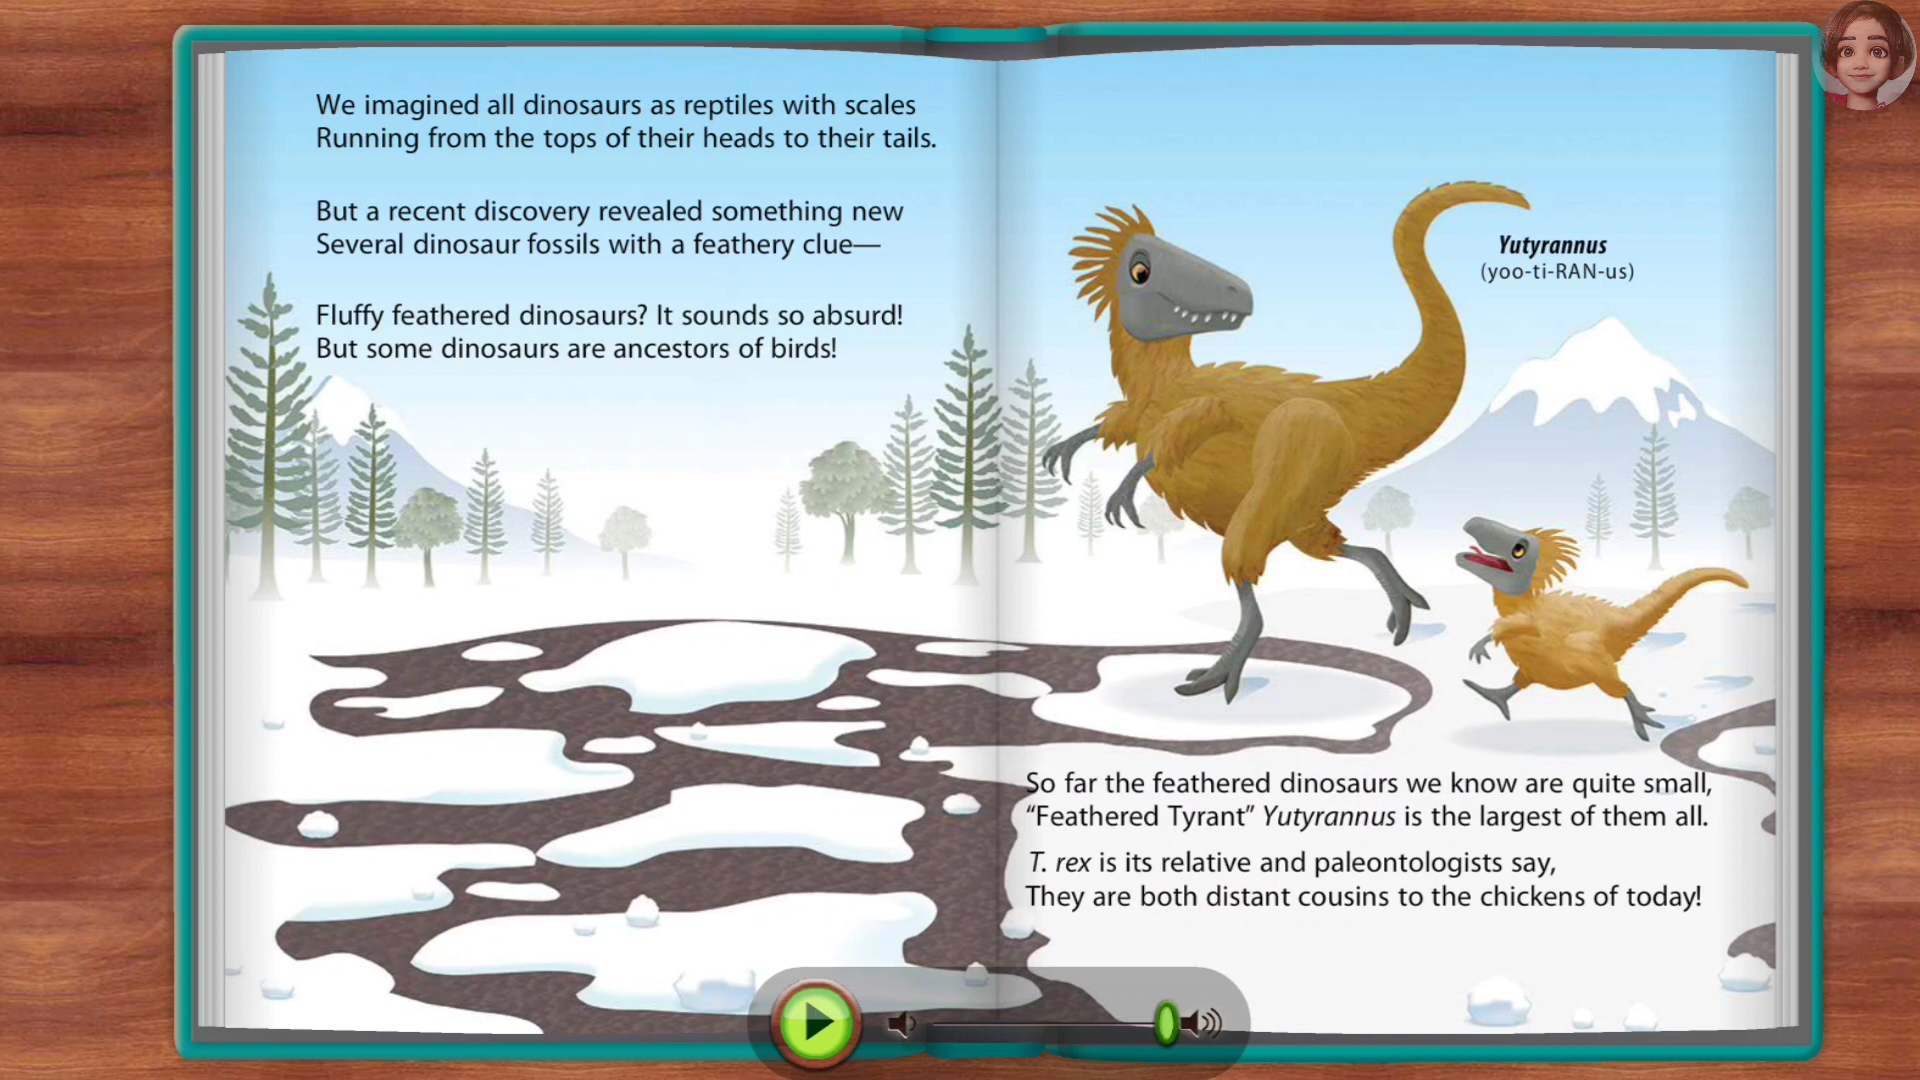 We imagined all dinosaurs as reptiles with scales
Running from the tops of their heads to their tails.
But a recent discovery revealed something new
Several dinosaur fossils with a feathery clue—
Fluffy feathered dinosaurs? It sounds so absurd!
But some dinosaurs are ancestors of birds!
Yutyrannus
(yoo-ti-RAN-us)
So far the feathered dinosaurs we know are quite small,
“Feathered Tyrant” Yutyrannus is the largest of them all.
T. rex is its relative and paleontologists say,
They are both distant cousins to the chickens of today!